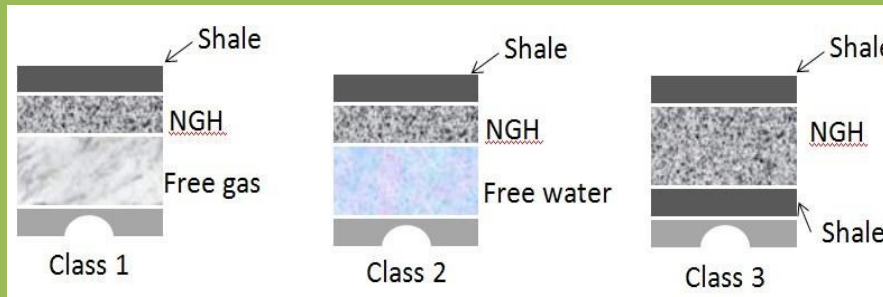 Shale
NGH
Free gas
Class 1
Shale
NGH
Free water
Class 2
Shale
NGH
Shale
Class 3